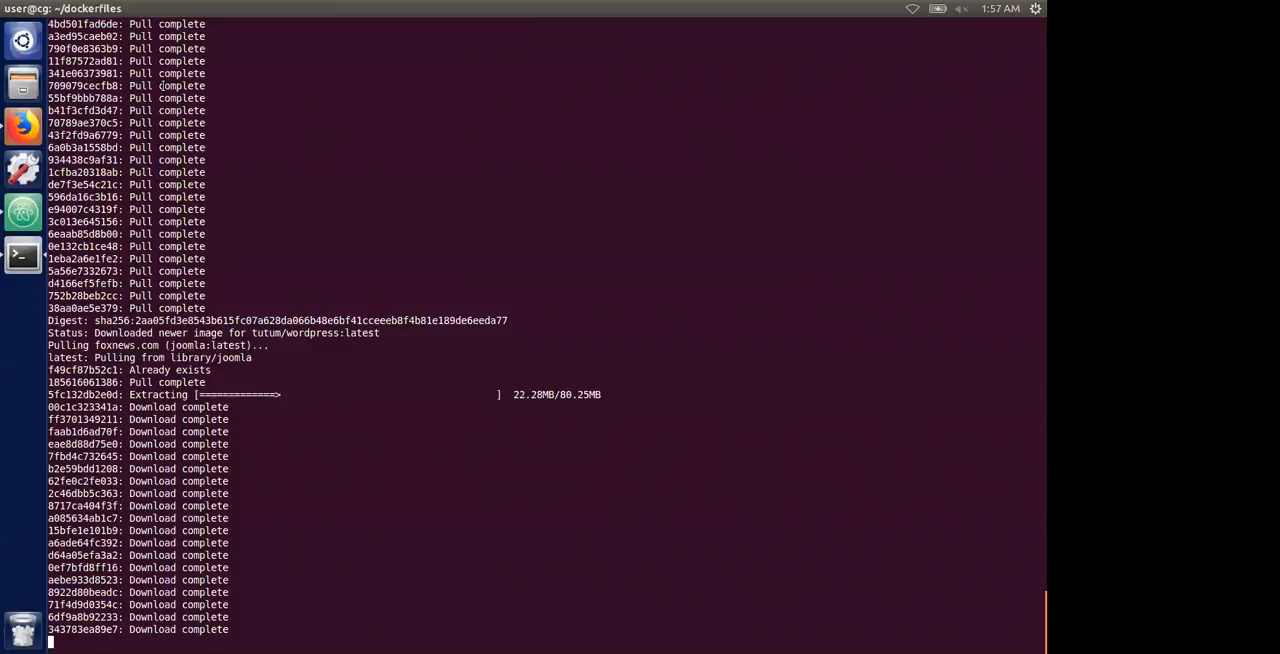 user@cg: ~/dockerfiles
1:57 AM
4bd501fad6de: Pull complete
a3ed95caeb02: Pull complete
790f0e8363b9: Pull complete
11f87572ad81: Pull complete
341e06373981: Pull complete
709079cecfb8: Pull complete
55bf9bbb788a: Pull complete
b41f3cfd3d47: Pull complete
70789ae370c5: Pull complete
43f2fd9a6779: Pull complete
6a0b3a1558bd: Pull complete
934438c9af31: Pull complete
1cfba20318ab: Pull complete
de7f3e54c21c: Pull complete
596da16c3b16: Pull complete
e94007c4319f: Pull complete
3c013e645156: Pull complete
6eaab85d8b00: Pull complete
0e132cb1ce48: Pull complete
1eba2a6e1fe2: Pull complete
5a56e7332673: Pull complete
d4166ef5fefb: Pull complete
752b28beb2cc: Pull complete
38aa0ae5e379: Pull complete
Digest: sha256:2aa05fd3e8543b615fc07a628da066b48e6bf41cceeeb8f4b81e189de6eeda77
Status: Downloaded newer image for tutum/wordpress:latest
Pulling foxnews.com (joomla:latest)...
latest: Pulling from library/joomla
f49cf87b52c1: Already exists
185616061386: Pull complete
5fc132db2e0d: Extracting [=============>                                     ]  22.28MB/80.25MB
00c1c323341a: Download complete
ff3701349211: Download complete
faab1d6ad70f: Download complete
eae8d88d75e0: Download complete
7fbd4c732645: Download complete
b2e59bdd1208: Download complete
62fe0c2fe033: Download complete
2c46dbb5c363: Download complete
8717ca404f3f: Download complete
a085634ab1c7: Download complete
15bfe1e101b9: Download complete
a6ade64fc392: Download complete
d64a05efa3a2: Download complete
0ef7bfd8ff16: Download complete
aebe933d8523: Download complete
8922d80beadc: Download complete
71f4d9d0354c: Download complete
6df9a8b92233: Download complete
343783ea89e7: Download complete